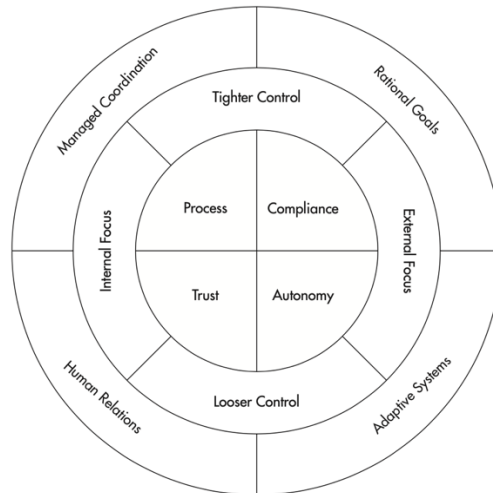 Managed Coordination
Rational Goals
Tighter Control
Internal Focus
Process
Compliance
External Focus
Trust
Autonomy
Looser Control
Human Relations
Adaptive Systems